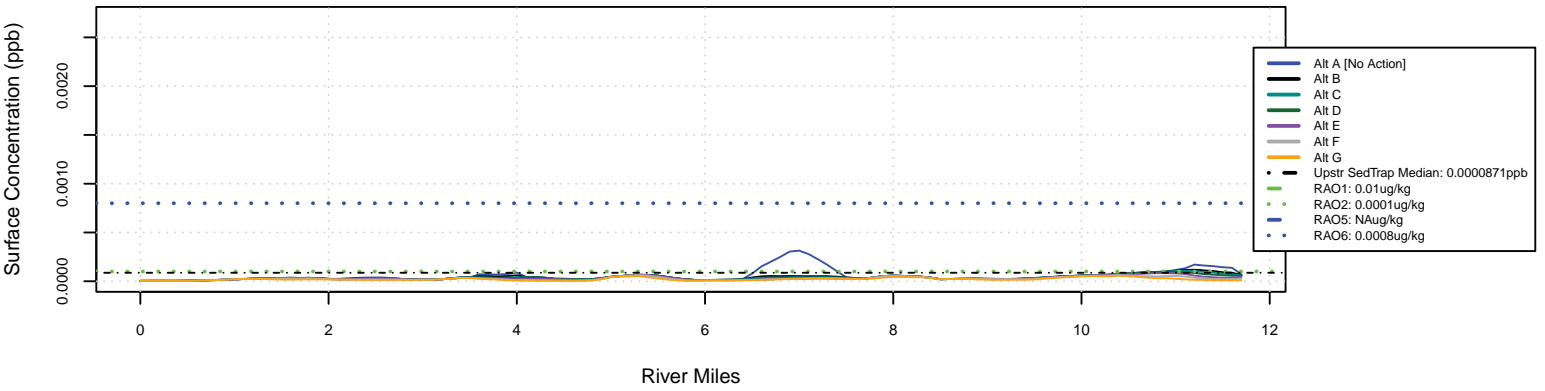 Surface Concentration (ppb)
0.0020
0.0010
0.0000
0 2 4 6 8 10 12
River Miles
Alt A [No Action]
Alt B
Alt C
Alt D
Alt E
Alt F
Alt G
Upstr SedTrap Median: 0.0000871ppb
RAO1: 0.01ug/kg
RAO2: 0.0001ug/kg
RAO5: NAug/kg
RAO6: 0.0008ug/kg